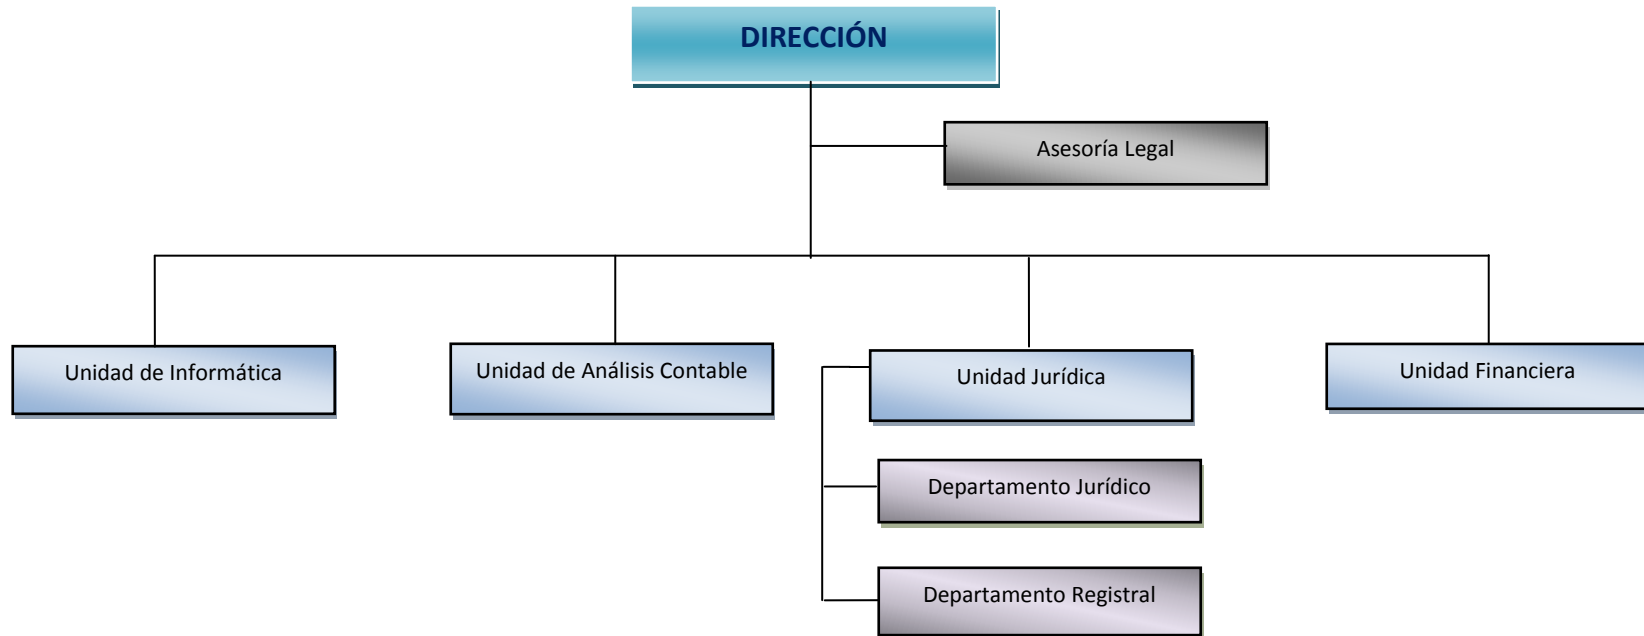 DIRECCIÓN
Asesoría Legal
Unidad de Informática
Unidad de Análisis Contable
Unidad Jurídica
Unidad Financiera
Departamento Jurídico
Departamento Registral